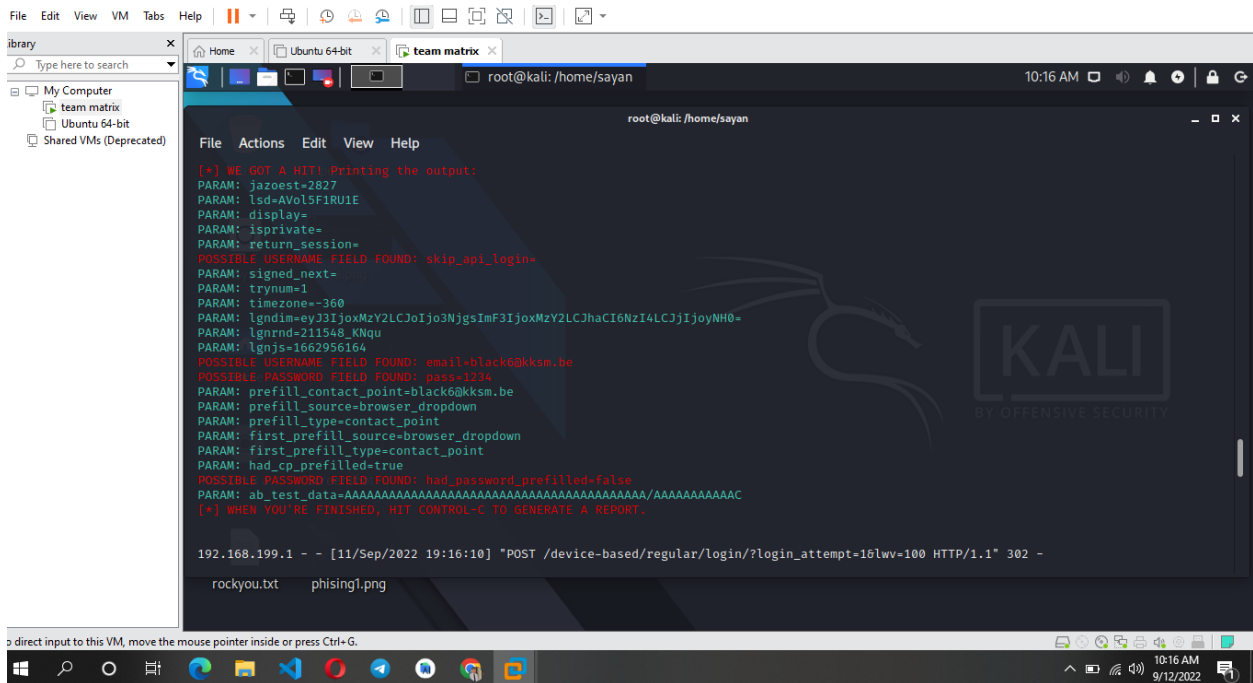 File Edit View VM Tabs Help
Library
Type here to search
My Computer
team matrix
Ubuntu 64-bit
Shared VMs (Deprecated)
Home
Ubuntu 64-bit
team matrix
root@kali: /home/sayan
10:16 AM
root@kali: /home/sayan
File Actions Edit View Help
[*] WE GOT A HIT! Printing the output:
PARAM: jazoest=2827
PARAM: lsd=AVol5F1RU1E
PARAM: display=
PARAM: isprivate=
PARAM: return_session=
POSSIBLE USERNAME FIELD FOUND: skip_api_login=
PARAM: signed_next=
PARAM: trynum=1
PARAM: timezone=-360
PARAM: lgndim=eyJ3IjoxMzY2LCJoIjo3NjgsImF3IjoxMzY2LCJhaCI6NzI4LCJjIjoyNH0=
PARAM: lgnrnd=211548_KNqu
PARAM: lgnjs=1662956164
POSSIBLE USERNAME FIELD FOUND: email=black6@kksm.be
POSSIBLE PASSWORD FIELD FOUND: pass=1234
PARAM: prefill_contact_point=black6@kksm.be
PARAM: prefill_source=browser_dropdown
PARAM: prefill_type=contact_point
PARAM: first_prefill_source=browser_dropdown
PARAM: first_prefill_type=contact_point
PARAM: had_cp_prefilled=true
POSSIBLE PASSWORD FIELD FOUND: had_password_prefilled=false
PARAM: ab_test_data=AAAAAAAAAAAAAAAAAAAAAAAAAAAAAAAAAAAAAAAAAAAA/AAAAAAAAAAAC
[*] WHEN YOU'RE FINISHED, HIT CONTROL-C TO GENERATE A REPORT.
192.168.199.1 - - [11/Sep/2022 19:16:10] "POST /device-based/regular/login/?login_attempt=1&lwv=100 HTTP/1.1" 302 -
KALI
BY OFFENSIVE SECURITY
rockyou.txt phising1.png
o direct input to this VM, move the mouse pointer inside or press Ctrl+G.
10:16 AM
9/12/2022